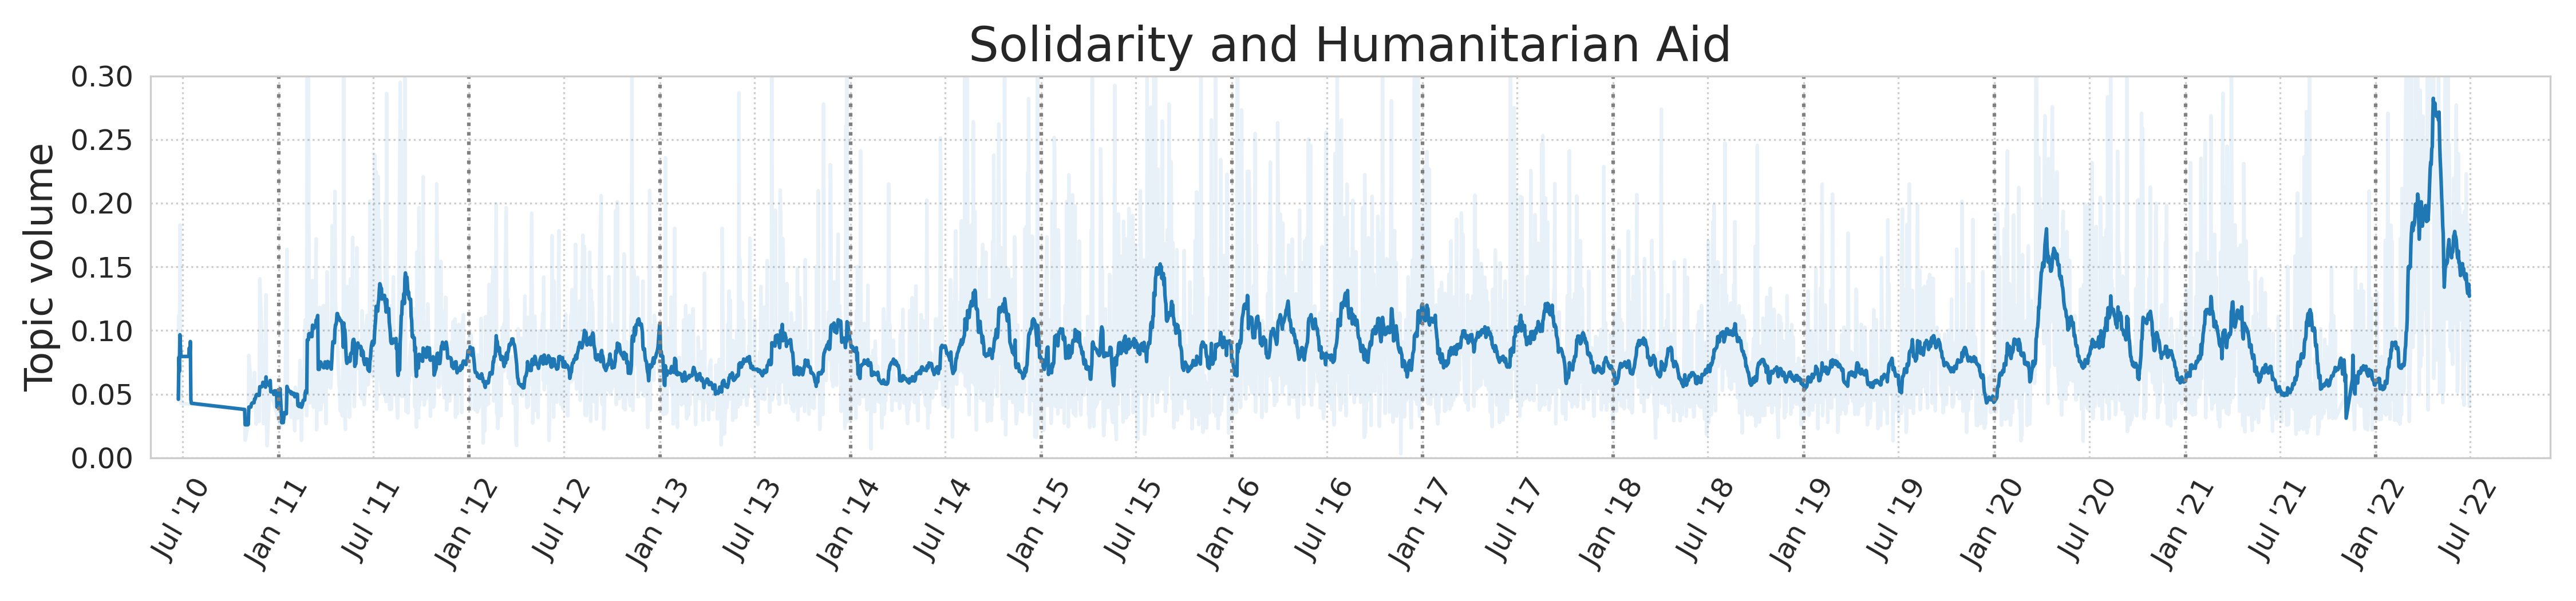 Solidarity and Humanitarian Aid
Topic volume
0.30
0.25
0.20
0.15
0.10
0.05
0.00
Jul '10
Jan '11
Jul '11
Jan '12
Jul '12
Jan '13
Jul '13
Jan '14
Jul '14
Jan '15
Jul '15
Jan '16
Jul '16
Jan '17
Jul '17
Jan '18
Jul '18
Jan '19
Jul '19
Jan '20
Jul '20
Jan '21
Jul '21
Jan '22
Jul '22